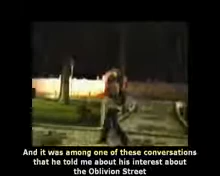 And it was among one of these conversations
that he told me about his interest about
the Oblivion Street